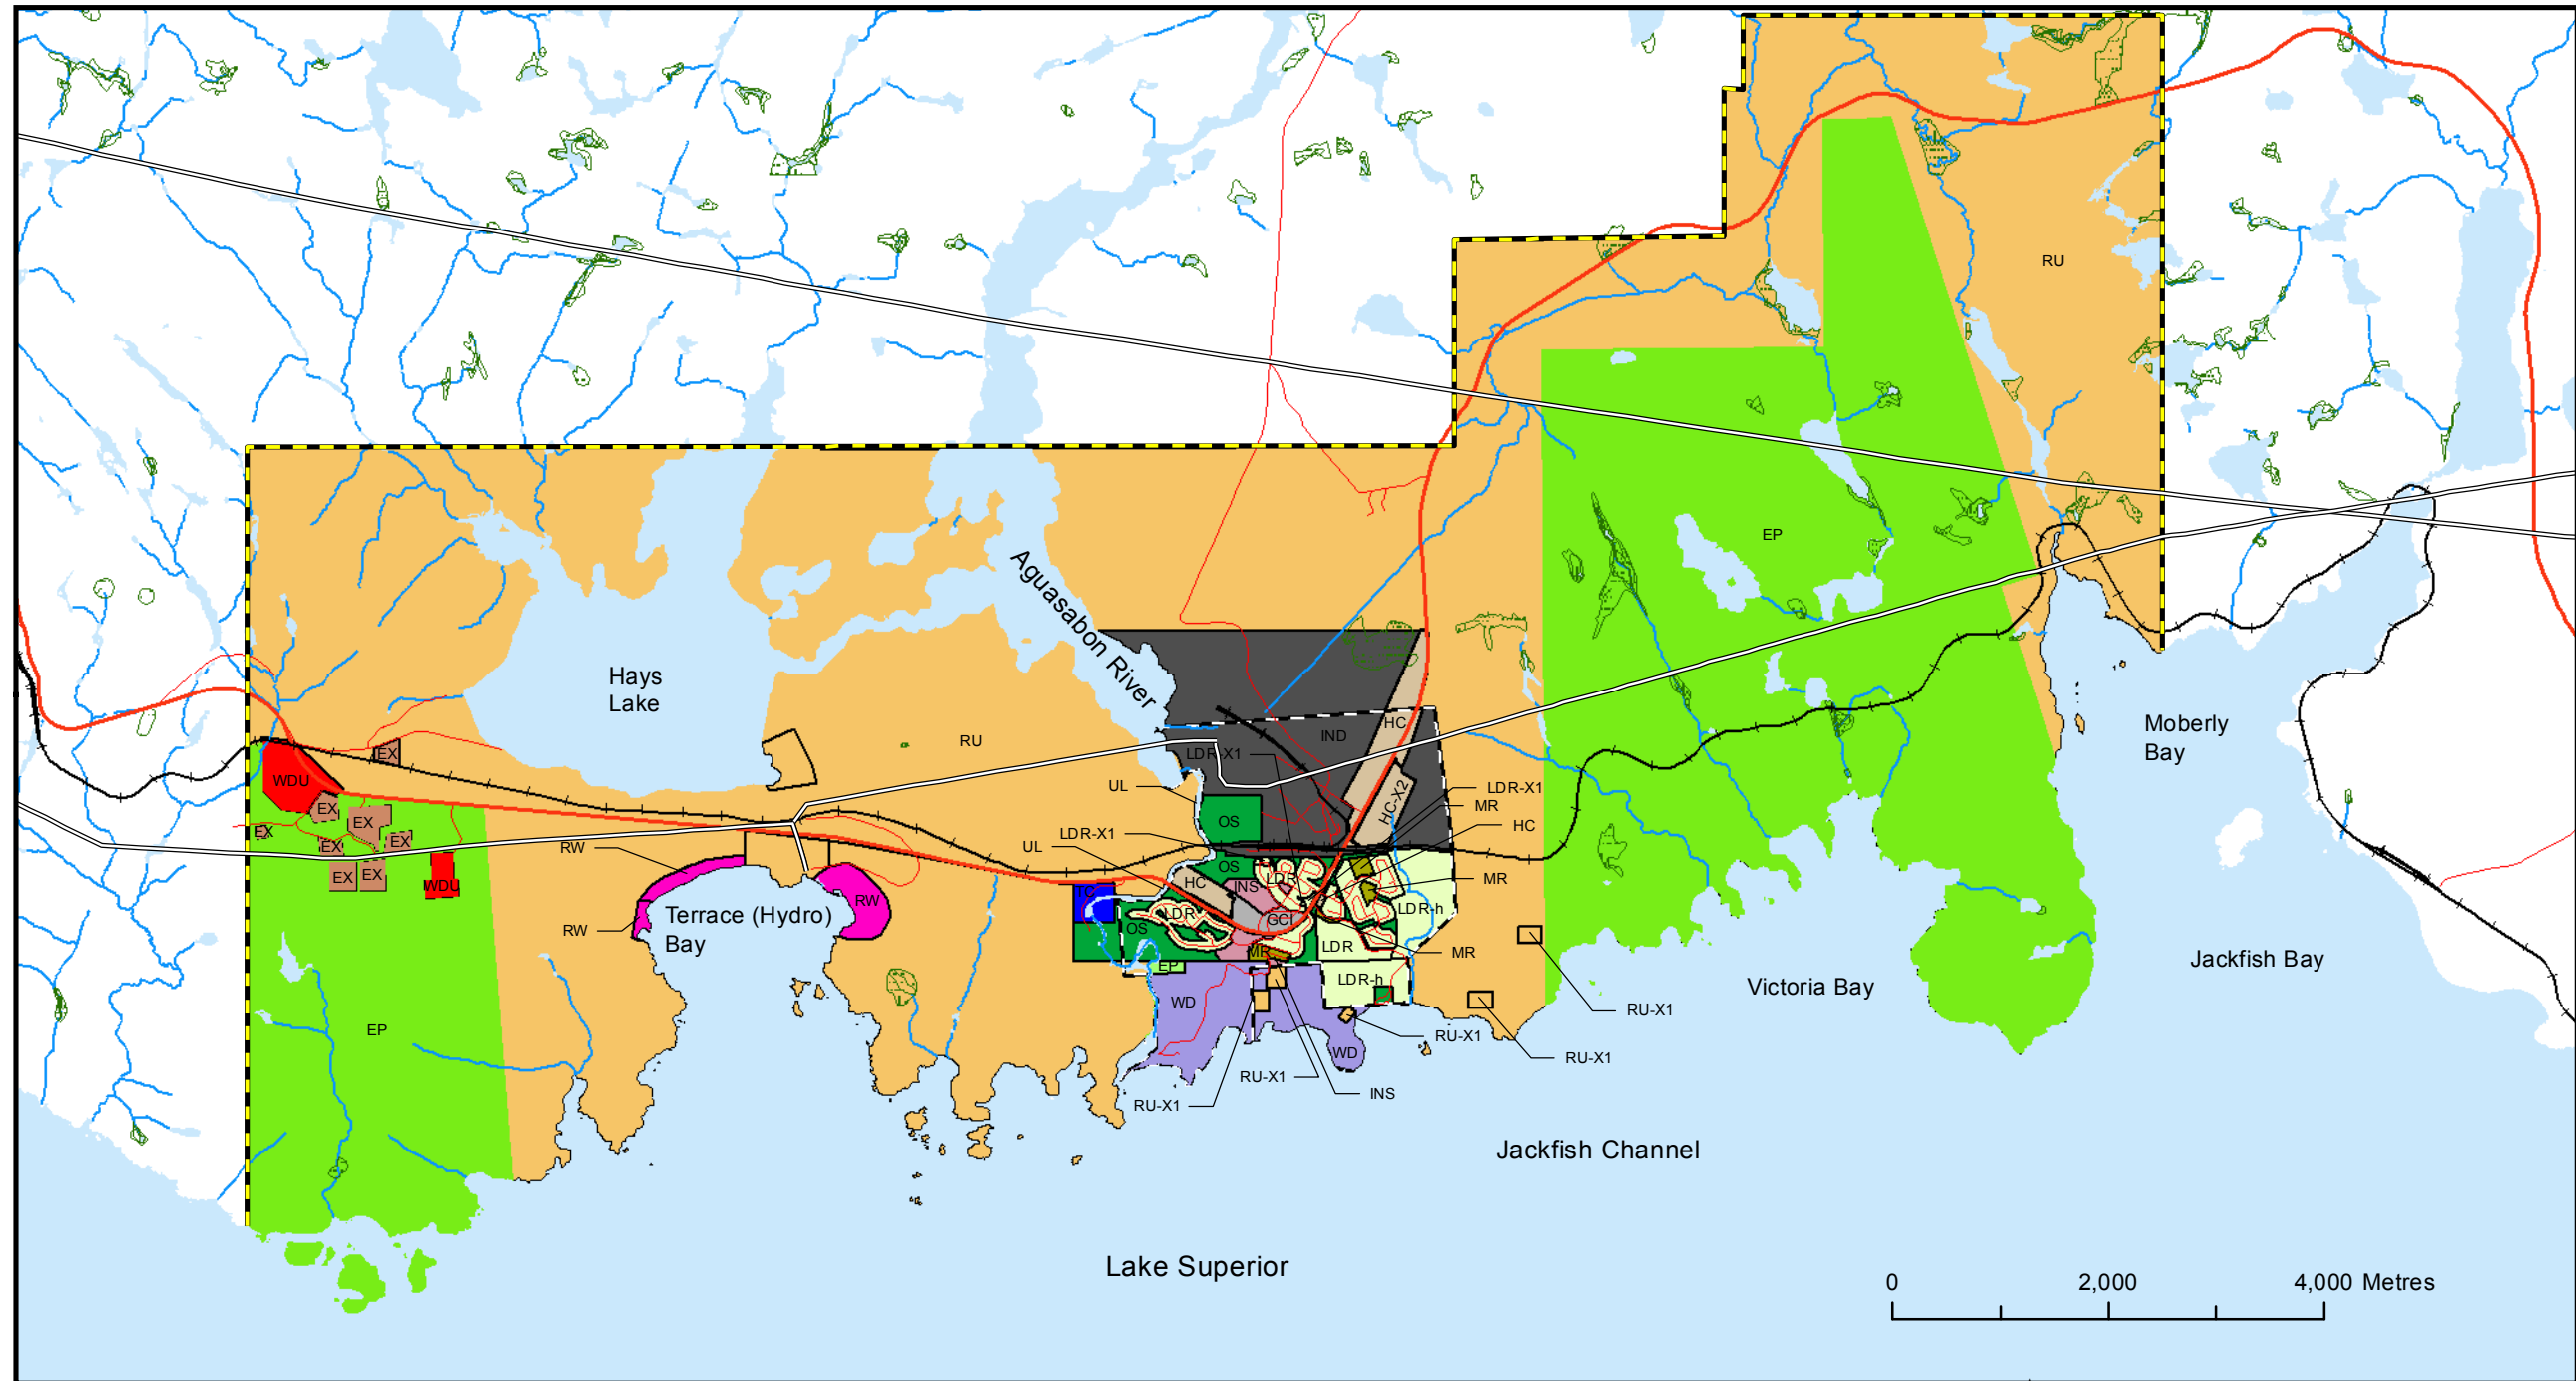 RU
EP
Aguasabon River
Hays
Lake
Moberly
Bay
HC
IND
RU
LDR-X1
EX
WDU
UL
LDR-X1
HC-X2
MR
EX
EX
OS
HC
EX
EX
EX
LDR-X1
UL
RW
OS
LDR
EX
EX
WDU
HC
INS
MR
RW
LDR-h
Terrace (Hydro)
Bay
LDR
GCI
OS
RW
LDR
MR
MR
Jackfish Bay
EP
LDR-h
Victoria Bay
WD
RU-X1
EP
RU-X1
WD
RU-X1
RU-X1
INS
RU-X1
Jackfish Channel
Lake Superior
0 2,000 4,000 Metres